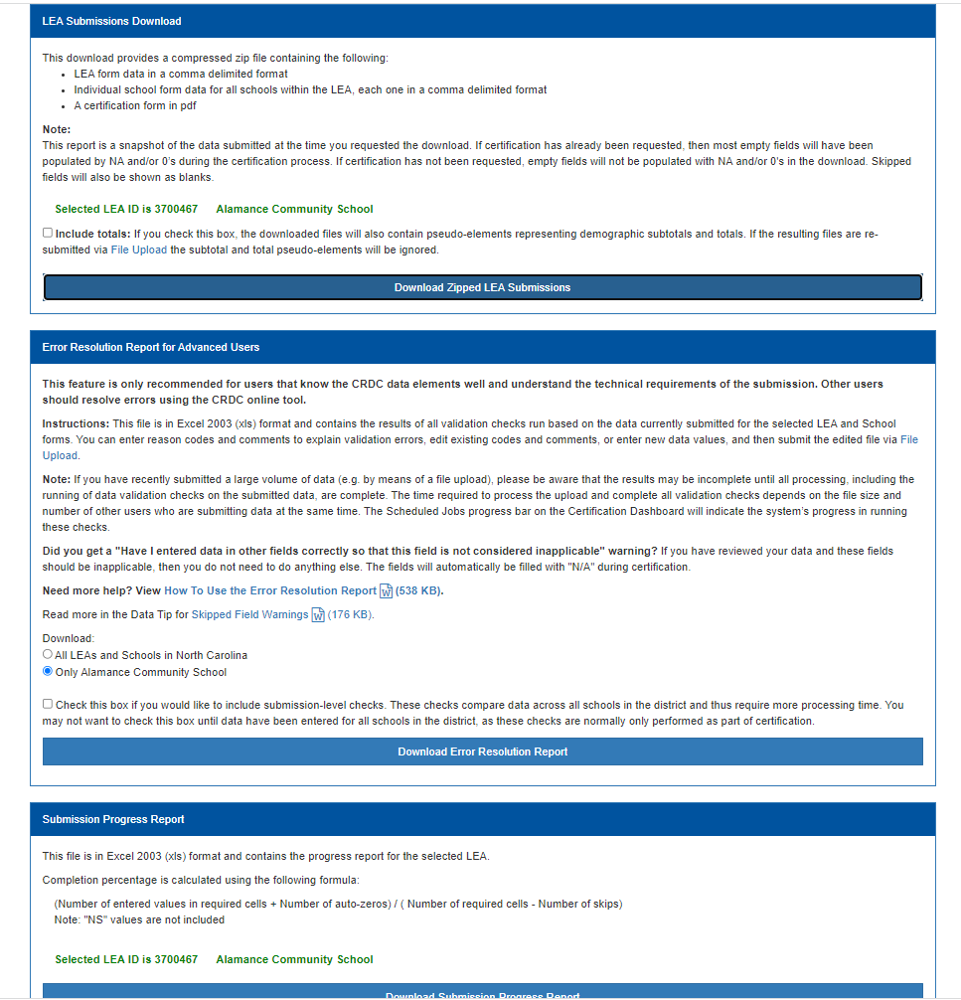 LEA Submissions Download
This download provides a compressed zip file containing the following:
• LEA form data in a comma delimited format
• Individual school form data for all schools within the LEA, each one in a comma delimited format
• A certification form in pdf
Note:
This report is a snapshot of the data submitted at the time you requested the download. If certification has already been requested, then most empty fields will have been
populated by NA and/or 0's during the certification process. If certification has not been requested, empty fields will not be populated with NA and/or 0's in the download. Skipped
fields will also be shown as blanks.
Selected LEA ID is 3700467 Alamance Community School
Include totals: If you check this box, the downloaded files will also contain pseudo-elements representing demographic subtotals and totals. If the resulting files are re-
submitted via File Upload the subtotal and total pseudo-elements will be ignored.
Download Zipped LEA Submissions
Error Resolution Report for Advanced Users
This feature is only recommended for users that know the CRDC data elements well and understand the technical requirements of the submission. Other users
should resolve errors using the CRDC online tool.
Instructions: This file is in Excel 2003 (xls) format and contains the results of all validation checks run based on the data currently submitted for the selected LEA and School
forms. You can enter reason codes and comments to explain validation errors, edit existing codes and comments, or enter new data values, and then submit the edited file via File
Upload.
Note: If you have recently submitted a large volume of data (e.g. by means of a file upload), please be aware that the results may be incomplete until all processing, including the
running of data validation checks on the submitted data, are complete. The time required to process the upload and complete all validation checks depends on the file size and
number of other users who are submitting data at the same time. The Scheduled Jobs progress bar on the Certification Dashboard will indicate the system's progress in running
these checks.
Did you get a "Have I entered data in other fields correctly so that this field is not considered inapplicable" warning? If you have reviewed your data and these fields
should be inapplicable, then you do not need to do anything else. The fields will automatically be filled with "N/A" during certification.
Need more help? View How To Use the Error Resolution Report W (538 KB).
Read more in the Data Tip for Skipped Field Warnings W (176 KB).
Download:
All LEAs and Schools in North Carolina
Only Alamance Community School
Check this box if you would like to include submission-level checks. These checks compare data across all schools in the district and thus require more processing time. You
may not want to check this box until data have been entered for all schools in the district, as these checks are normally only performed as part of certification.
Download Error Resolution Report
Submission Progress Report
This file is in Excel 2003 (xls) format and contains the progress report for the selected LEA.
Completion percentage is calculated using the following formula:
(Number of entered values in required cells + Number of auto-zeros) / ( Number of required cells - Number of skips)
Note: "NS" values are not included
Selected LEA ID is 3700467 Alamance Community School
Download Submission Progress Report